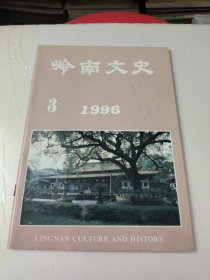 岭南文史
3 1996
LINGNAN CULTURE AND HISTORY